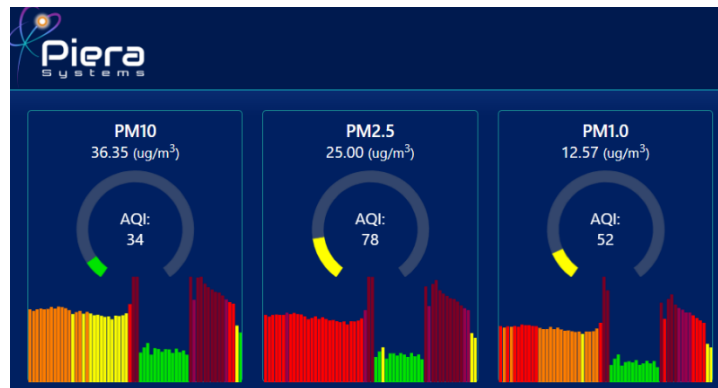 Piera
Systems
PM10
36.35 (ug/m³)
AQI:
34
PM2.5
25.00 (ug/m³)
AQI:
78
PM1.0
12.57 (ug/m³)
AQI:
52